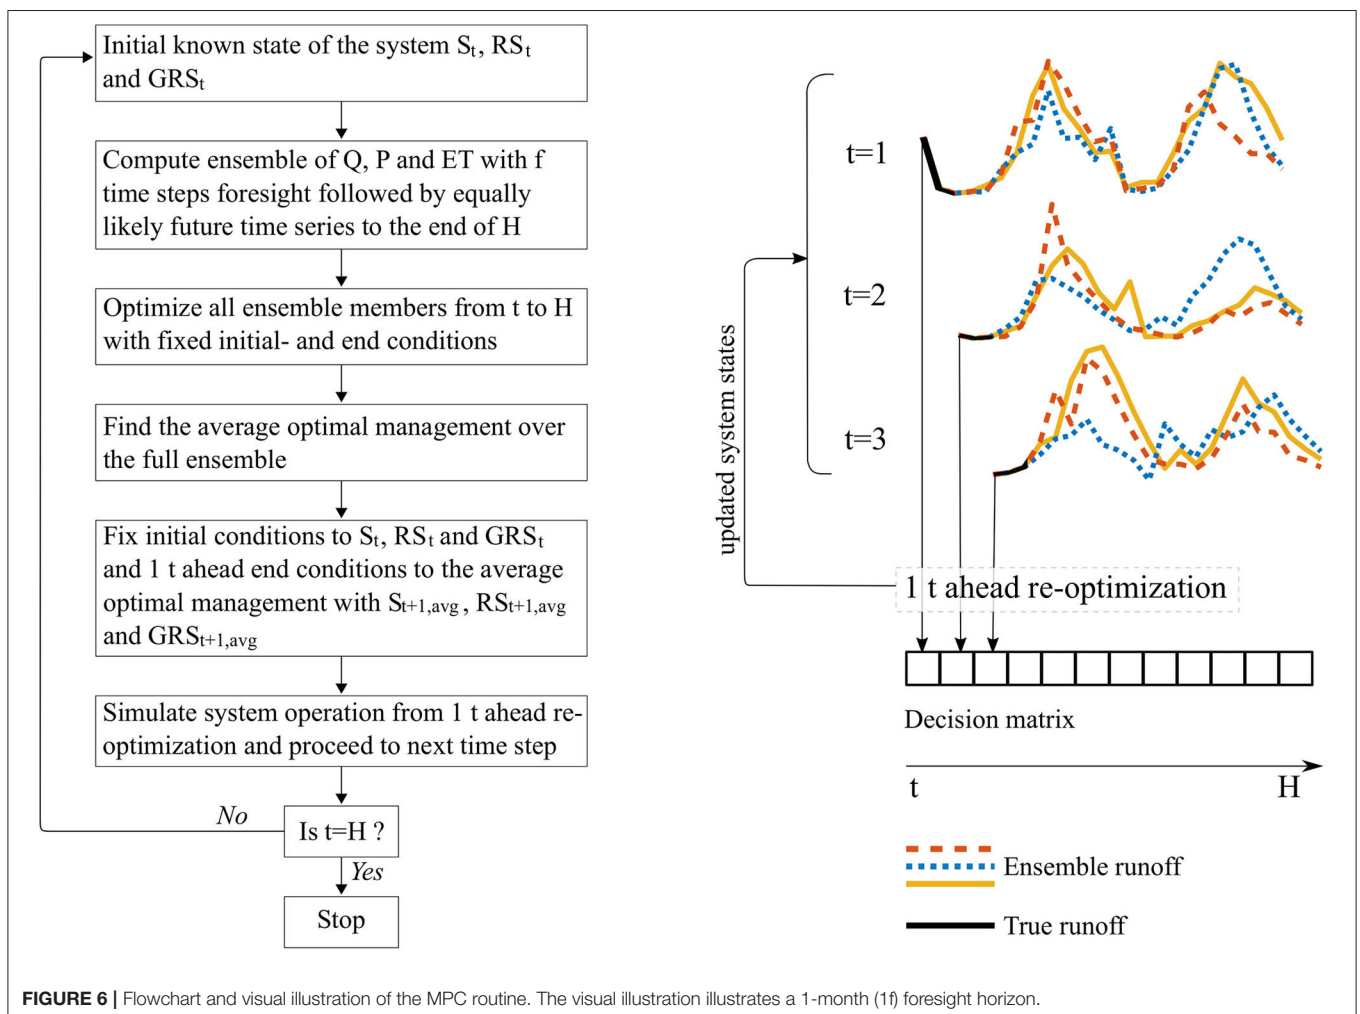 Initial known state of the system St, RSt
and GRSt
Compute ensemble of Q, P and ET with f
time steps foresight followed by equally
likely future time series to the end of H
Optimize all ensemble members from t to H
with fixed initial- and end conditions
Find the average optimal management over
the full ensemble
Fix initial conditions to St, RSt and GRSt
and 1 t ahead end conditions to the average
optimal management with St+1,avg , RSt+1,avg
and GRSt+1,avg
Simulate system operation from 1 t ahead re-
optimization and proceed to next time step
No
Is t=H ?
Yes
Stop
t=1
t=2
t=3
updated system states
1 t ahead re-optimization
Decision matrix
t
H
Ensemble runoff
True runoff
FIGURE 6 | Flowchart and visual illustration of the MPC routine. The visual illustration illustrates a 1-month (1f) foresight horizon.